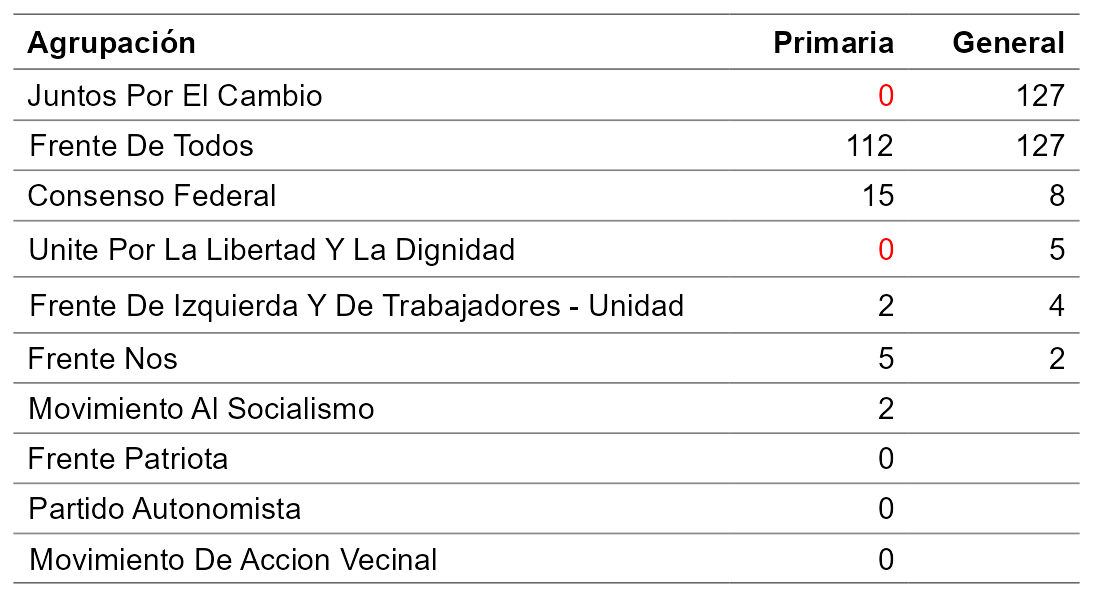 Agrupación Primaria General
Juntos Por El Cambio 0 127
Frente De Todos 112 127
Consenso Federal 15 8
Unite Por La Libertad Y La Dignidad 0 5
Frente De Izquierda Y De Trabajadores - Unidad 2 4
Frente Nos 5 2
Movimiento Al Socialismo 2
Frente Patriota 0
Partido Autonomista 0
Movimiento De Accion Vecinal 0